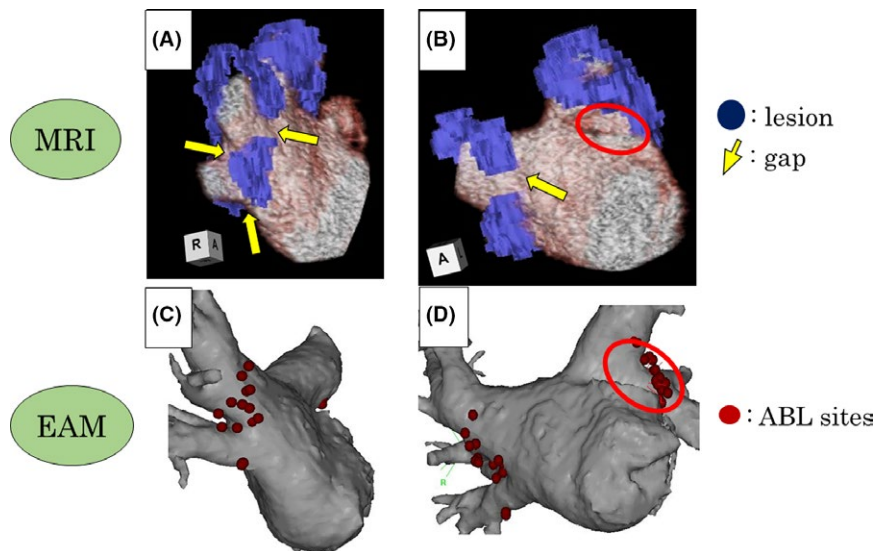 (A)
(B)
MRI
: lesion
: gap
R A
A
(C)
(D)
EAM
: ABL sites
R